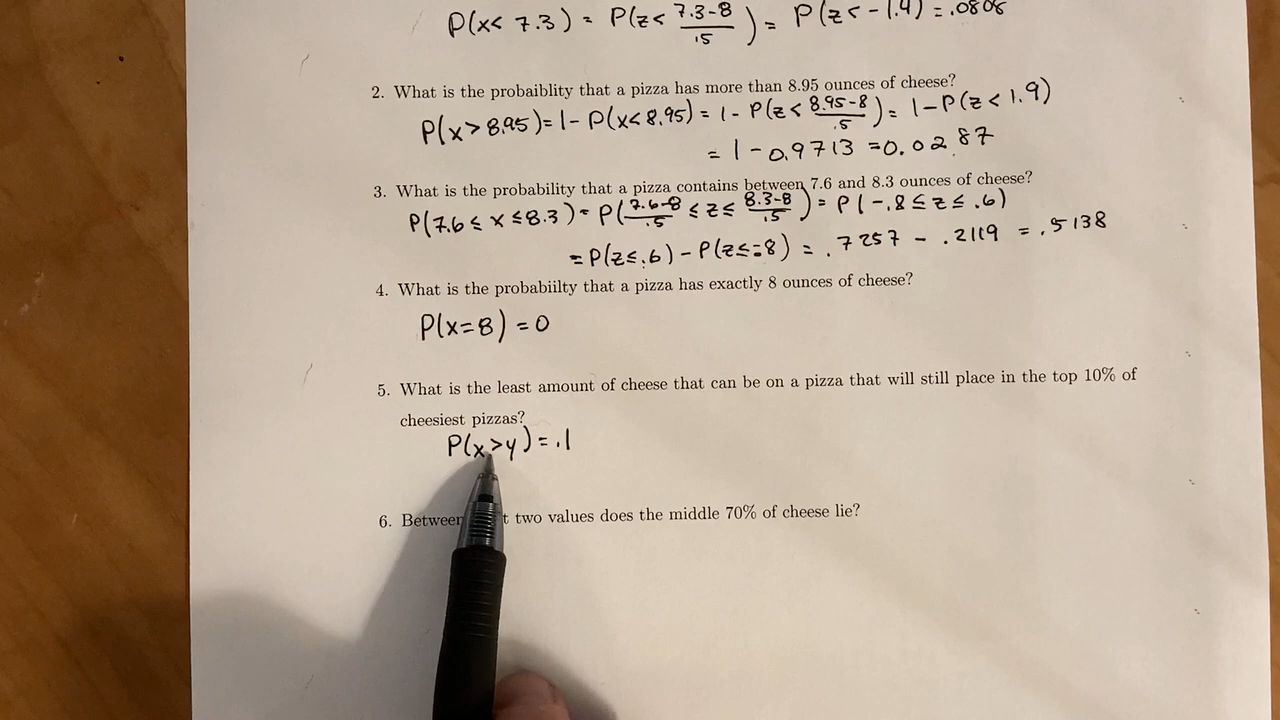 P(x< 7.3) = P(z< 7.3-8/.5) = P(z< -1.4) = .0808
2. What is the probaiblity that a pizza has more than 8.95 ounces of cheese?
P(x>8.95)=1- P(x<8.95) = 1- P(z< 8.95-8/.5) = 1-P(z<1.9)
= 1 - 0.9713 =0.0287
3. What is the probability that a pizza contains between 7.6 and 8.3 ounces of cheese?
P(7.6 ≤ x ≤8.3) = P(7.6-8/.5 ≤ z ≤ 8.3-8/.5) = P(-.8 ≤ z ≤ .6)
= P(z≤.6) - P(z≤-.8) = .7257 - .2119 = .5138
4. What is the probabiilty that a pizza has exactly 8 ounces of cheese?
P(x=8) = 0
5. What is the least amount of cheese that can be on a pizza that will still place in the top 10% of
cheesiest pizzas?
P(x>y) = .1
6. Between two values does the middle 70% of cheese lie?